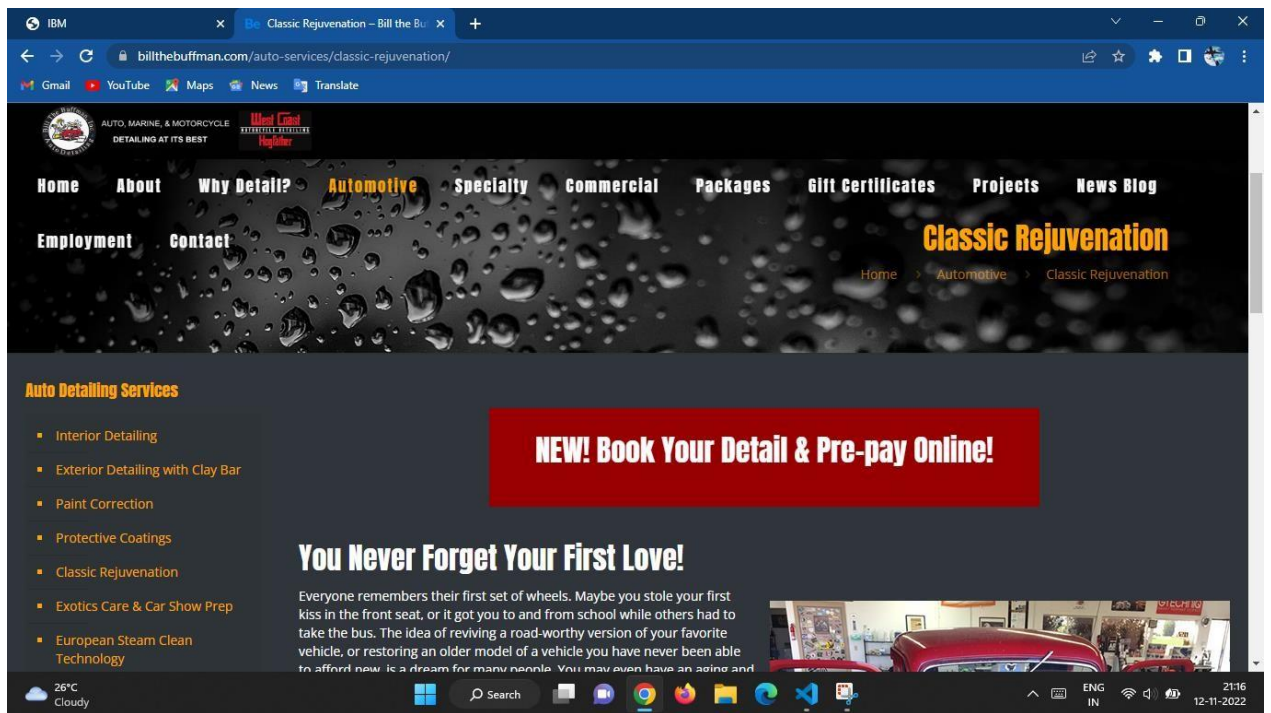 IBM
Be Classic Rejuvenation – Bill the Bu
billthebuffman.com/auto-services/classic-rejuvenation/
Gmail YouTube Maps News Translate
AUTO, MARINE, & MOTORCYCLE
DETAILING AT ITS BEST
West Coast
Hogfather
Home About Why Detail? Automotive Specialty Commercial Packages Gift Certificates Projects News Blog
Employment Contact
Classic Rejuvenation
Home > Automotive > Classic Rejuvenation
Auto Detailing Services
Interior Detailing
Exterior Detailing with Clay Bar
Paint Correction
Protective Coatings
Classic Rejuvenation
Exotics Care & Car Show Prep
European Steam Clean
Technology
NEW! Book Your Detail & Pre-pay Online!
You Never Forget Your First Love!
Everyone remembers their first set of wheels. Maybe you stole your first
kiss in the front seat, or it got you to and from school while others had to
take the bus. The idea of reviving a road-worthy version of your favorite
vehicle, or restoring an older model of a vehicle you have never been able
to afford new, is a dream for many people. You may even have an aging and
GTECHNIQ
26°C
Cloudy
Search
ENG
IN
21:16
12-11-2022